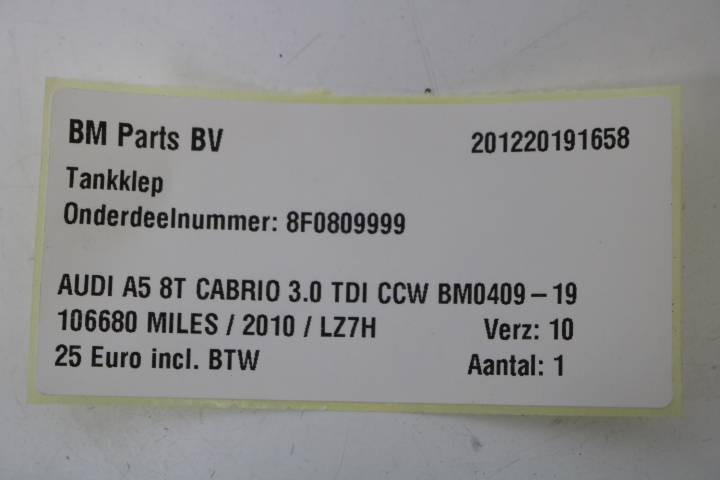 BM Parts BV 201220191658
Tankklep
Onderdeelnummer: 8F0809999
AUDI A5 8T CABRIO 3.0 TDI CCW BM0409-19
106680 MILES / 2010 / LZ7H Verz: 10
25 Euro incl. BTW Aantal: 1